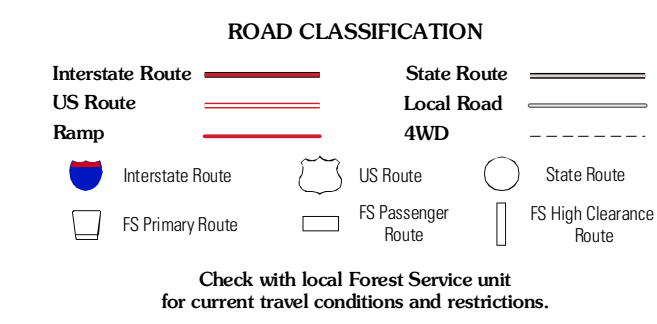 ROAD CLASSIFICATION
Interstate Route State Route
US Route Local Road
Ramp 4WD
Interstate Route US Route State Route
FS Primary Route FS Passenger Route FS High Clearance Route
Check with local Forest Service unit
for current travel conditions and restrictions.